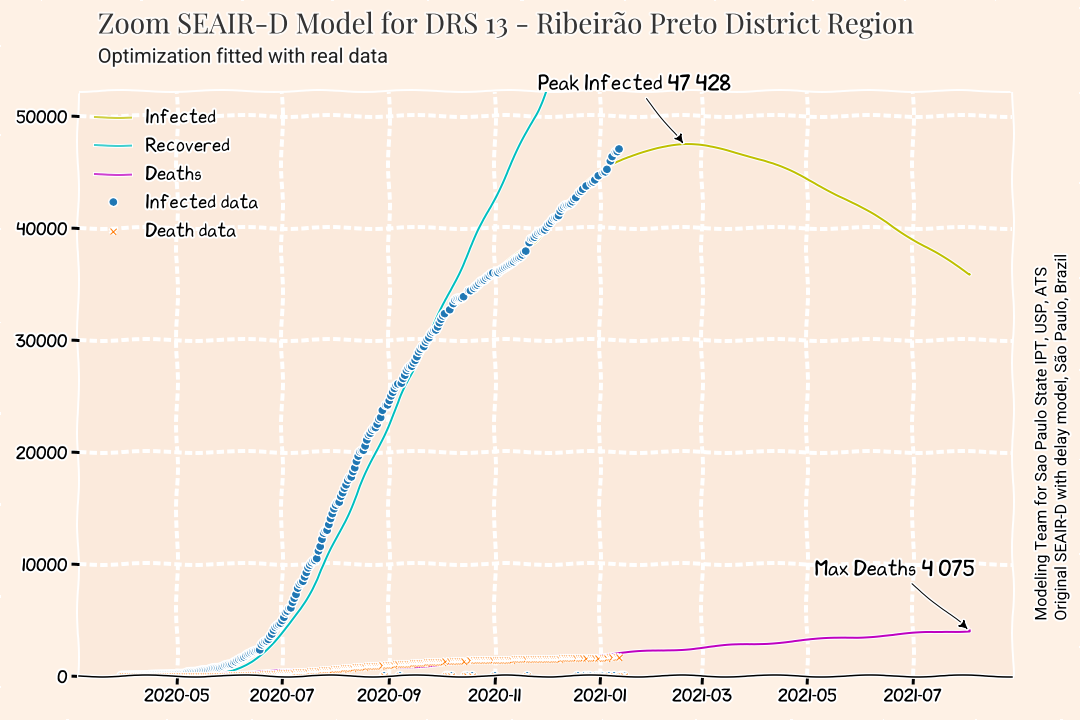 Zoom SEAIR-D Model for DRS 13 - Ribeirão Preto District Region
Optimization fitted with real data
Peak Infected 47 428
50000
40000
30000
20000
10000
0
Infected
Recovered
Deaths
Infected data
Death data
Max Deaths 4 075
2020-05
2020-07
2020-09
2020-11
2021-01
2021-03
2021-05
2021-07
Modeling Team for Sao Paulo State IPT, USP, ATS
Original SEAIR-D with delay model, São Paulo, Brazil